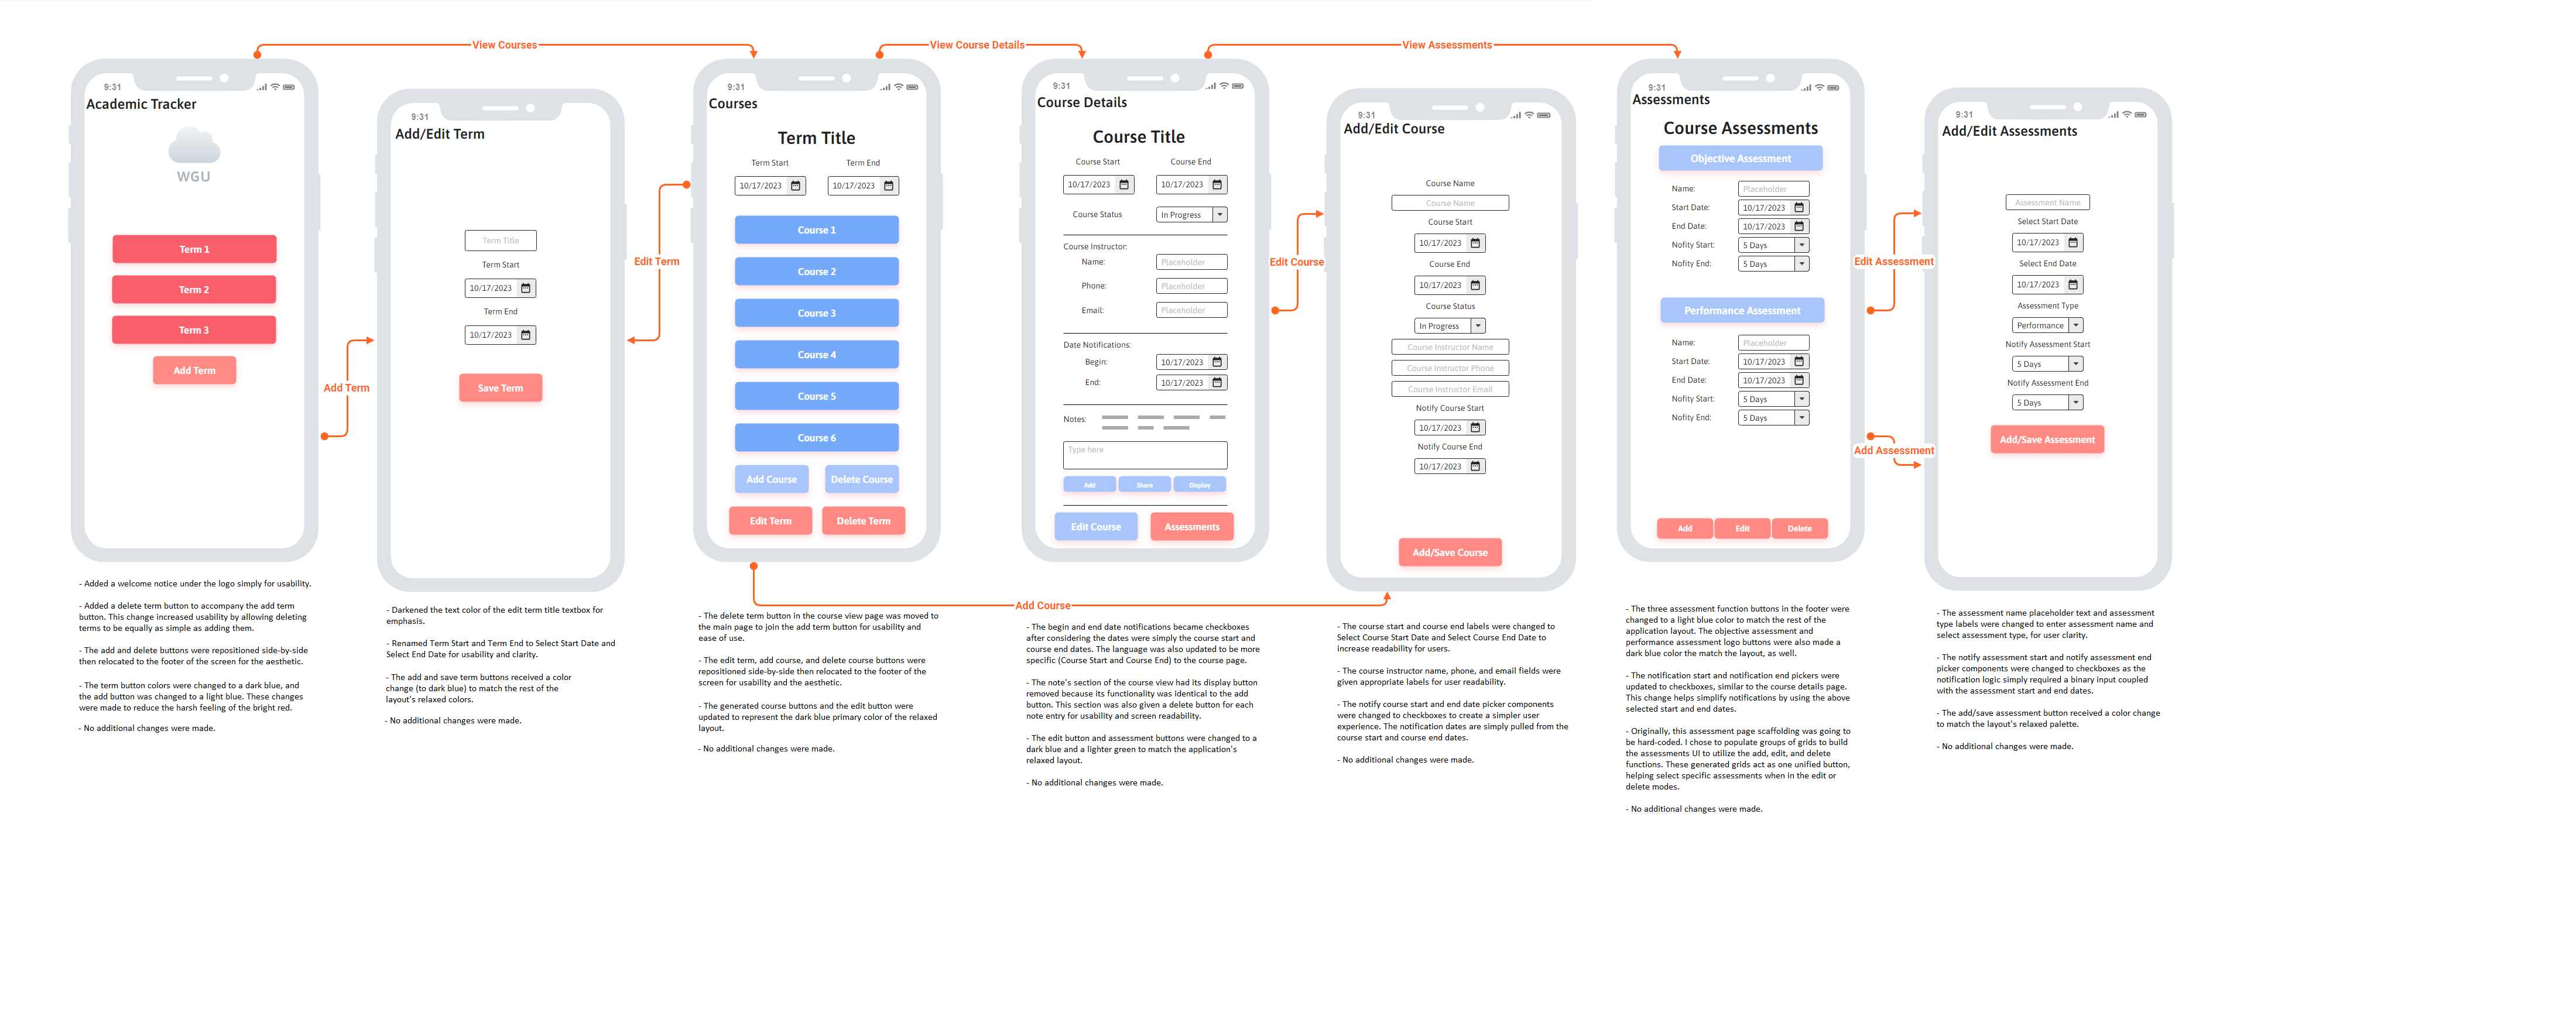 View Courses
View Course Details
View Assessments
9:31
Academic Tracker
WGU
Term 1
Term 2
Term 3
Add Term
Add Term
9:31
Add/Edit Term
Term Title
Term Start
10/17/2023
Term End
10/17/2023
Save Term
Edit Term
9:31
Courses
Term Title
Term Start Term End
10/17/2023 10/17/2023
Course 1
Course 2
Course 3
Course 4
Course 5
Course 6
Add Course Delete Course
Edit Term Delete Term
Add Course
9:31
Course Details
Course Title
Course Start Course End
10/17/2023 10/17/2023
Course Status In Progress
Course Instructor:
Name: Placeholder
Phone: Placeholder
Email: Placeholder
Date Notifications:
Begin: 10/17/2023
End: 10/17/2023
Notes:
Type here
Add Share Display
Edit Course Assessments
Edit Course
9:31
Add/Edit Course
Course Name
Course Name
Course Start
10/17/2023
Course End
10/17/2023
Course Status
In Progress
Course Instructor Name
Course Instructor Phone
Course Instructor Email
Notify Course Start
10/17/2023
Notify Course End
10/17/2023
Add/Save Course
9:31
Assessments
Course Assessments
Objective Assessment
Name: Placeholder
Start Date: 10/17/2023
End Date: 10/17/2023
Nofity Start: 5 Days
Nofity End: 5 Days
Performance Assessment
Name: Placeholder
Start Date: 10/17/2023
End Date: 10/17/2023
Nofity Start: 5 Days
Nofity End: 5 Days
Add Edit Delete
Edit Assessment
Add Assessment
9:31
Add/Edit Assessments
Assessment Name
Select Start Date
10/17/2023
Select End Date
10/17/2023
Assessment Type
Performance
Notify Assessment Start
5 Days
Notify Assessment End
5 Days
Add/Save Assessment
- Added a welcome notice under the logo simply for usability.
- Added a delete term button to accompany the add term
button. This change increased usability by allowing deleting
terms to be equally as simple as adding them.
- The add and delete buttons were repositioned side-by-side
then relocated to the footer of the screen for the aesthetic.
- The term button colors were changed to a dark blue, and
the add button was changed to a light blue. These changes
were made to reduce the harsh feeling of the bright red.
- No additional changes were made.
- Darkened the text color of the edit term title textbox for
emphasis.
- Renamed Term Start and Term End to Select Start Date and
Select End Date for usability and clarity.
- The add and save term buttons received a color
change (to dark blue) to match the rest of the
layout's relaxed colors.
- No additional changes were made.
- The delete term button in the course view page was moved to
the main page to join the add term button for usability and
ease of use.
- The edit term, add course, and delete course buttons were
repositioned side-by-side then relocated to the footer of the
screen for usability and the aesthetic.
- The generated course buttons and the edit button were
updated to represent the dark blue primary color of the relaxed
layout.
- No additional changes were made.
- The begin and end date notifications became checkboxes
after considering the dates were simply the course start and
course end dates. The language was also updated to be more
specific (Course Start and Course End) to the course page.
- The note's section of the course view had its display button
removed because its functionality was identical to the add
button. This section was also given a delete button for each
note entry for usability and screen readability.
- The edit button and assessment buttons were changed to a
dark blue and a lighter green to match the application's
relaxed layout.
- No additional changes were made.
- The course start and course end labels were changed to
Select Course Start Date and Select Course End Date to
increase readability for users.
- The course instructor name, phone, and email fields were
given appropriate labels for user readability.
- The notify course start and end date picker components
were changed to checkboxes to create a simpler user
experience. The notification dates are simply pulled from the
course start and course end dates.
- No additional changes were made.
- The three assessment function buttons in the footer were
changed to a light blue color to match the rest of the
application layout. The objective assessment and
performance assessment logo buttons were also made a
dark blue color the match the layout, as well.
- The notification start and notification end pickers were
updated to checkboxes, similar to the course details page.
This change helps simplify notifications by using the above
selected start and end dates.
- Originally, this assessment page scaffolding was going to
be hard-coded. I chose to populate groups of grids to build
the assessments UI to utilize the add, edit, and delete
functions. These generated grids act as one unified button,
helping select specific assessments when in the edit or
delete modes.
- No additional changes were made.
- The assessment name placeholder text and assessment
type labels were changed to enter assessment name and
select assessment type, for user clarity.
- The notify assessment start and notify assessment end
picker components were changed to checkboxes as the
notification logic simply required a binary input coupled
with the assessment start and end dates.
- The add/save assessment button received a color change
to match the layout's relaxed palette.
- No additional changes were made.